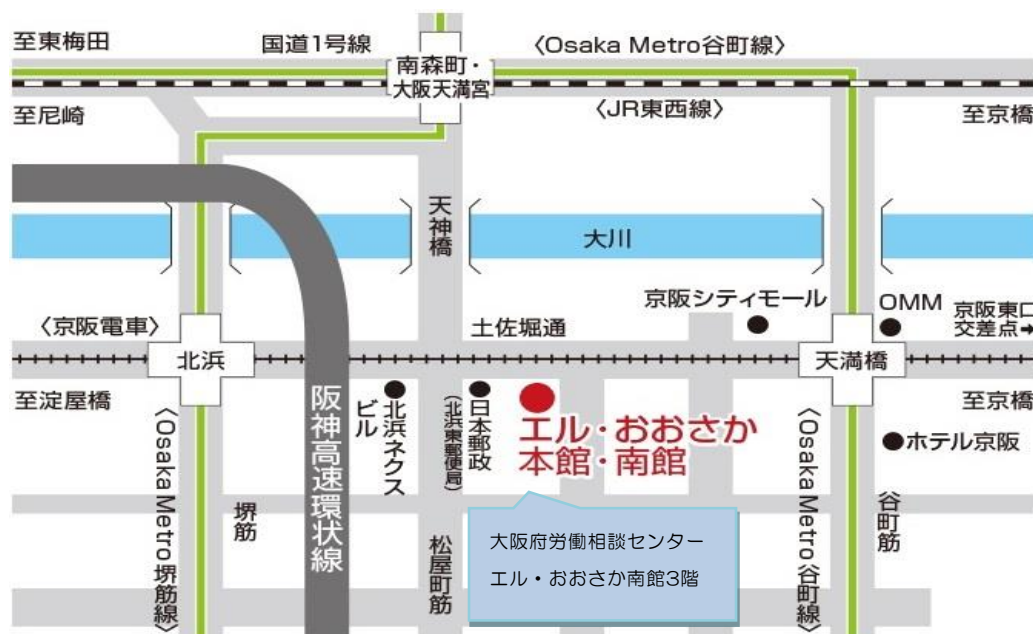 至東梅田
国道1号線
〈Osaka Metro谷町線〉
南森町・
大阪天満宮
至尼崎
〈JR東西線〉
至京橋
天神橋
大川
京阪シティモール
OMM
京阪東口
交差点→
〈京阪電車〉
土佐堀通
北浜
天満橋
至淀屋橋
至京橋
阪神高速環状線
北浜ネクス
ビル
日本郵政
(北浜東郵便局)
エル・おおさか
本館・南館
ホテル京阪
〈Osaka Metro堺筋線〉
堺筋
松屋町筋
〈Osaka Metro谷町線〉
谷町筋
大阪府労働相談センター
エル・おおさか南館3階